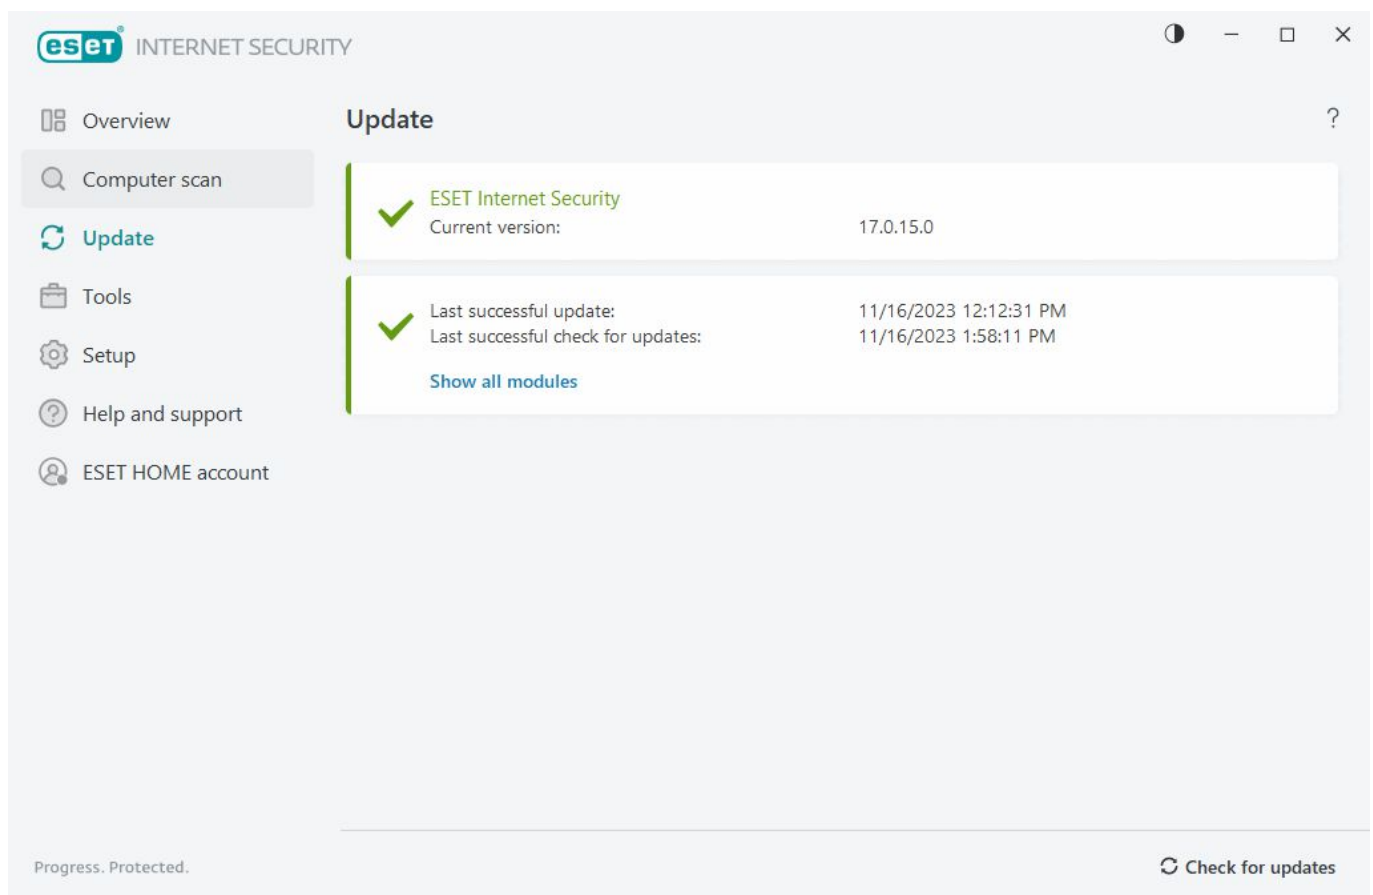 eset® INTERNET SECURITY
Overview
Computer scan
Update
Tools
Setup
Help and support
ESET HOME account
Update
?
ESET Internet Security
Current version: 17.0.15.0
Last successful update: 11/16/2023 12:12:31 PM
Last successful check for updates: 11/16/2023 1:58:11 PM
Show all modules
Progress. Protected.
Check for updates